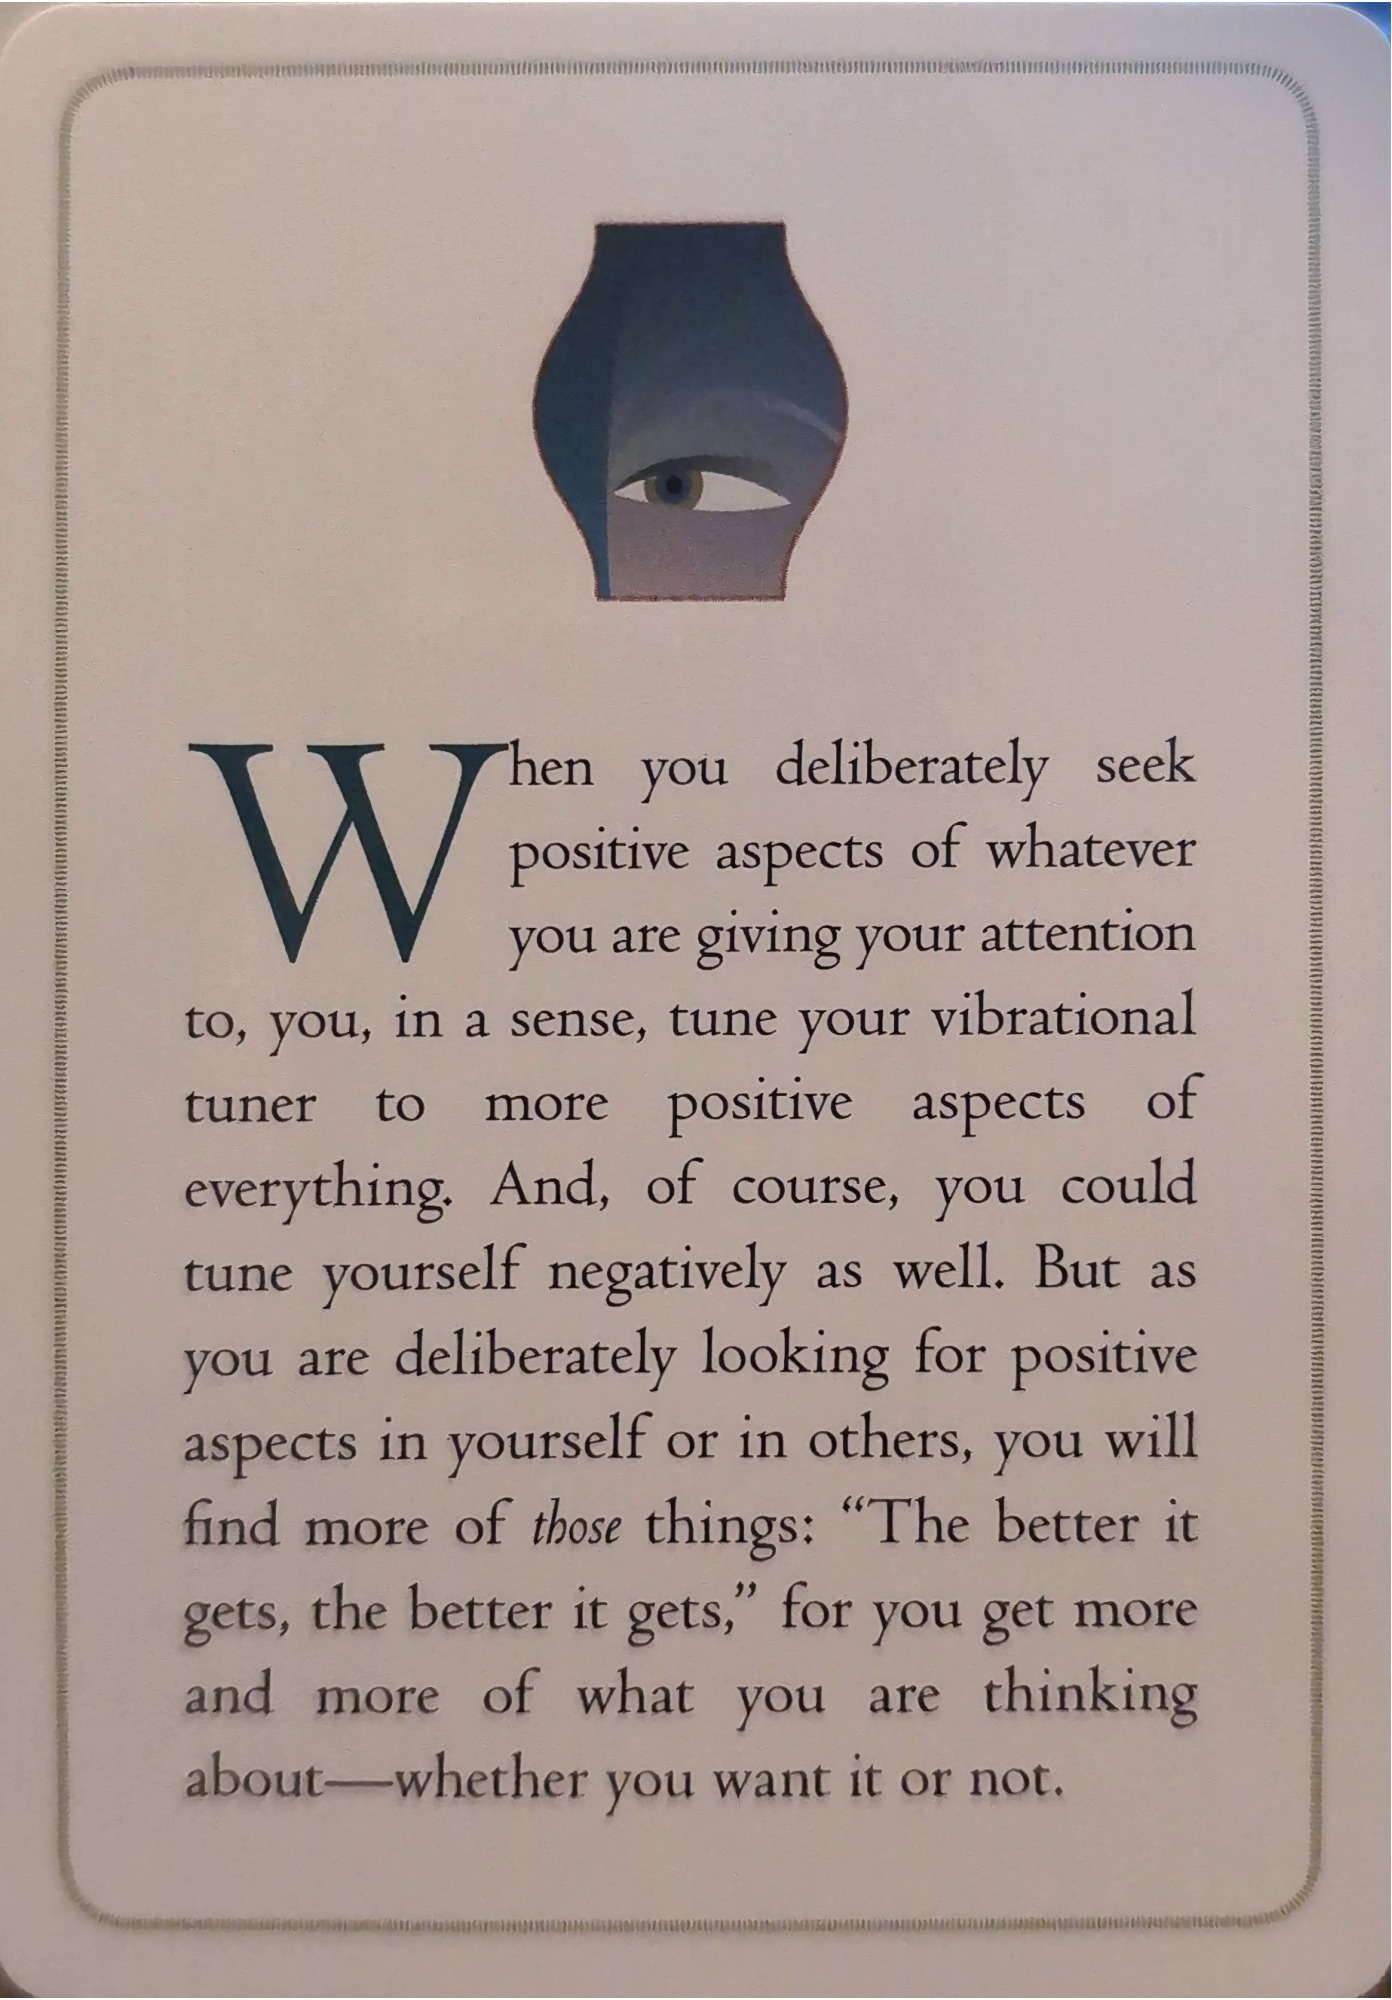 When you deliberately seek
positive aspects of whatever
you are giving your attention
to, you, in a sense, tune your vibrational
tuner to more positive aspects of
everything. And, of course, you could
tune yourself negatively as well. But as
you are deliberately looking for positive
aspects in yourself or in others, you will
find more of those things: “The better it
gets, the better it gets,” for you get more
and more of what you are thinking
about—whether you want it or not.